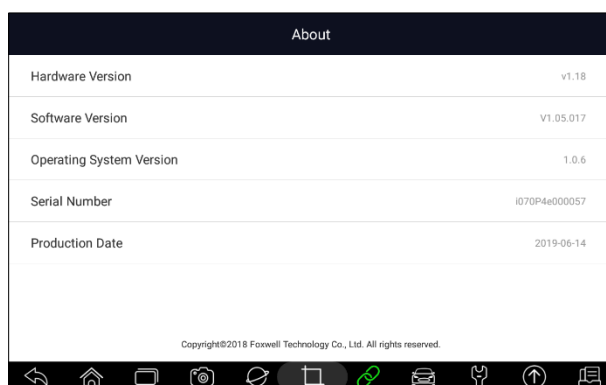 About
Hardware Version v1.18
Software Version V1.05.017
Operating System Version 1.0.6
Serial Number i070P4e000057
Production Date 2019-06-14
Copyright©2018 Foxwell Technology Co., Ltd. All rights reserved.